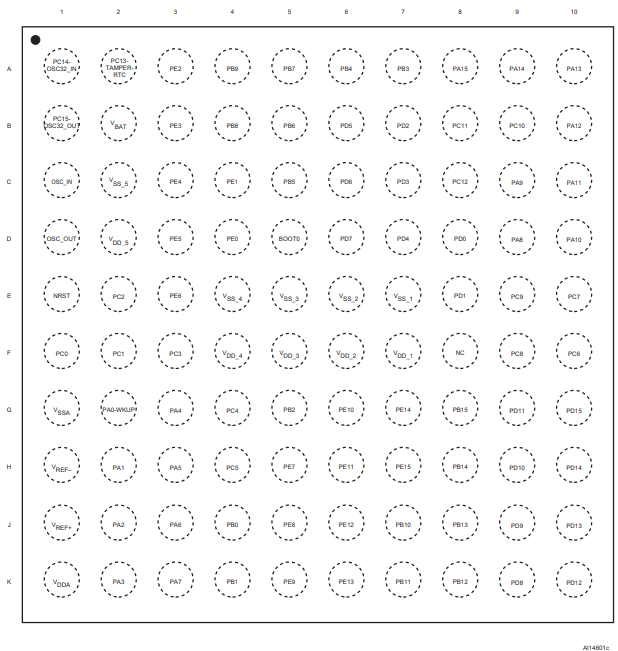 1 2 3 4 5 6 7 8 9 10
A PC14-OSC32_IN PC13-TAMPER-RTC PE2 PB9 PB7 PB4 PB3 PA15 PA14 PA13
B PC15-OSC32_OUT VBAT PE3 PB8 PB6 PD5 PD2 PC11 PC10 PA12
C OSC_IN VSS_5 PE4 PE1 PB5 PD6 PD3 PC12 PA9 PA11
D OSC_OUT VDD_5 PE5 PE0 BOOT0 PD7 PD4 PD0 PA8 PA10
E NRST PC2 PE6 VSS_4 VSS_3 VSS_2 VSS_1 PD1 PC9 PC7
F PC0 PC1 PC3 VDD_4 VDD_3 VDD_2 VDD_1 NC PC8 PC6
G VSSA PA0-WKUP PA4 PC4 PB2 PE10 PE14 PB15 PD11 PD15
H VREF– PA1 PA5 PC5 PE7 PE11 PE15 PB14 PD10 PD14
J VREF+ PA2 PA6 PB0 PE8 PE12 PB10 PB13 PD9 PD13
K VDDA PA3 PA7 PB1 PE9 PE13 PB11 PB12 PD8 PD12
AI14601c